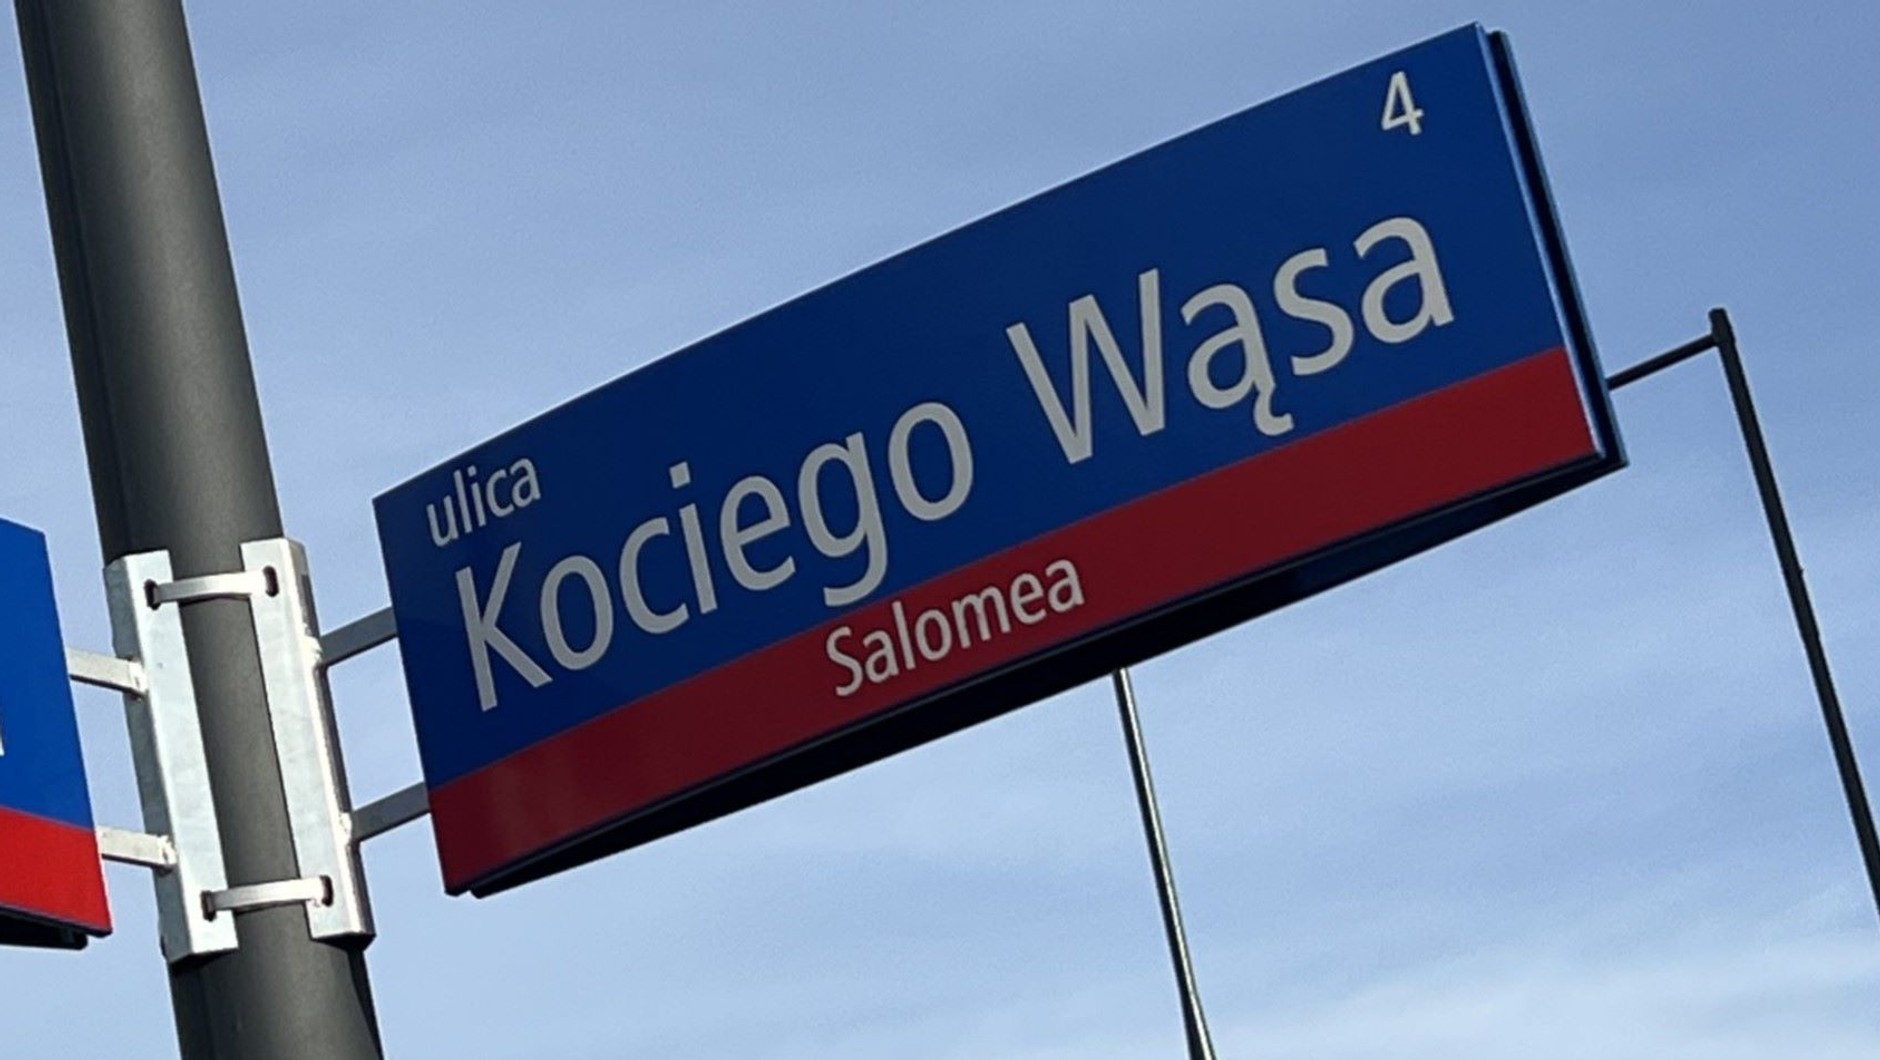 4
ulica
Kociego Wąsa
Salomea